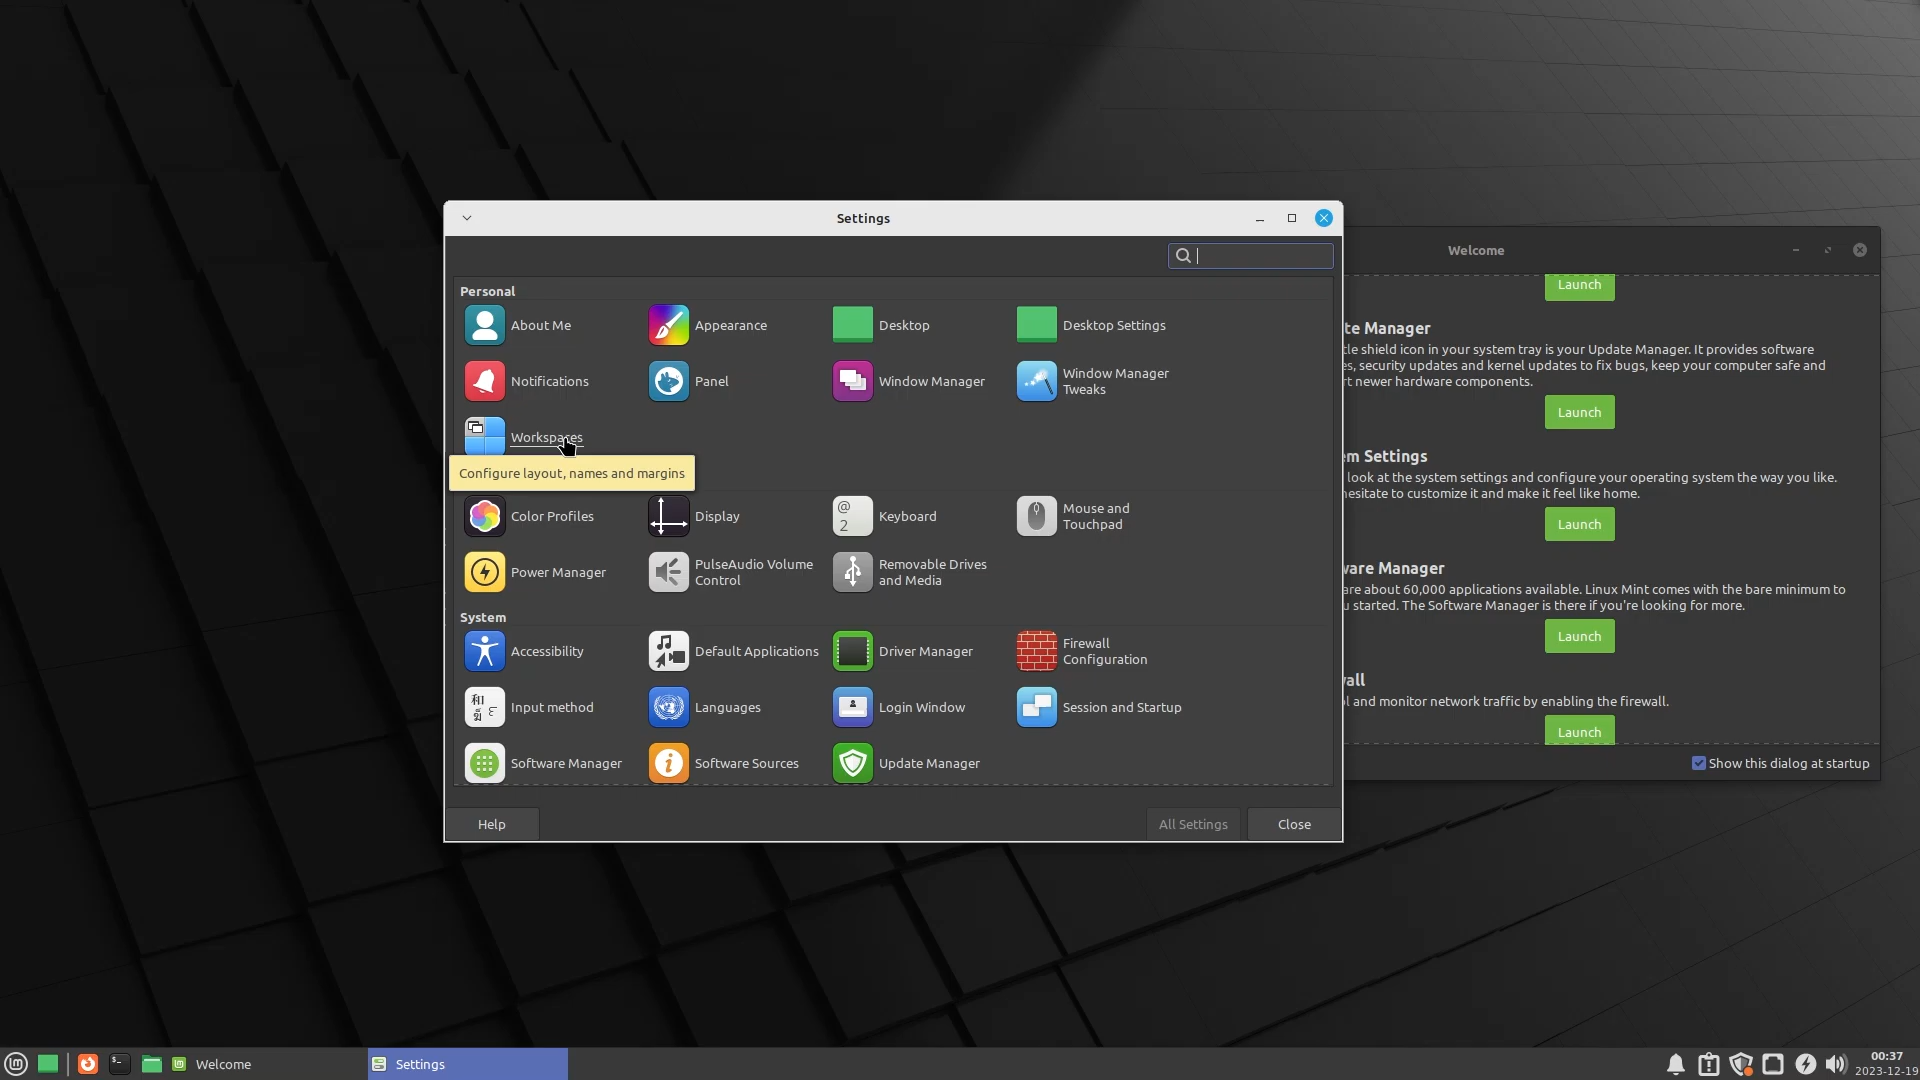 Settings
Personal
About Me
Appearance
Desktop
Desktop Settings
Notifications
Panel
Window Manager
Window Manager
Tweaks
Workspaces
Configure layout, names and margins
Color Profiles
Display
@
2
Keyboard
Mouse and
Touchpad
Power Manager
PulseAudio Volume
Control
Removable Drives
and Media
System
Accessibility
Default Applications
Driver Manager
Firewall
Configuration
Input method
Languages
Login Window
Session and Startup
Software Manager
Software Sources
Update Manager
Help
All Settings
Close
Welcome
Launch
te Manager
tle shield icon in your system tray is your Update Manager. It provides software
es, security updates and kernel updates to fix bugs, keep your computer safe and
rt newer hardware components.
Launch
m Settings
look at the system settings and configure your operating system the way you like.
hesitate to customize it and make it feel like home.
Launch
ware Manager
are about 60,000 applications available. Linux Mint comes with the bare minimum to
u started. The Software Manager is there if you're looking for more.
Launch
vall
l and monitor network traffic by enabling the firewall.
Launch
Show this dialog at startup
Welcome
Settings
00:37
2023-12-19